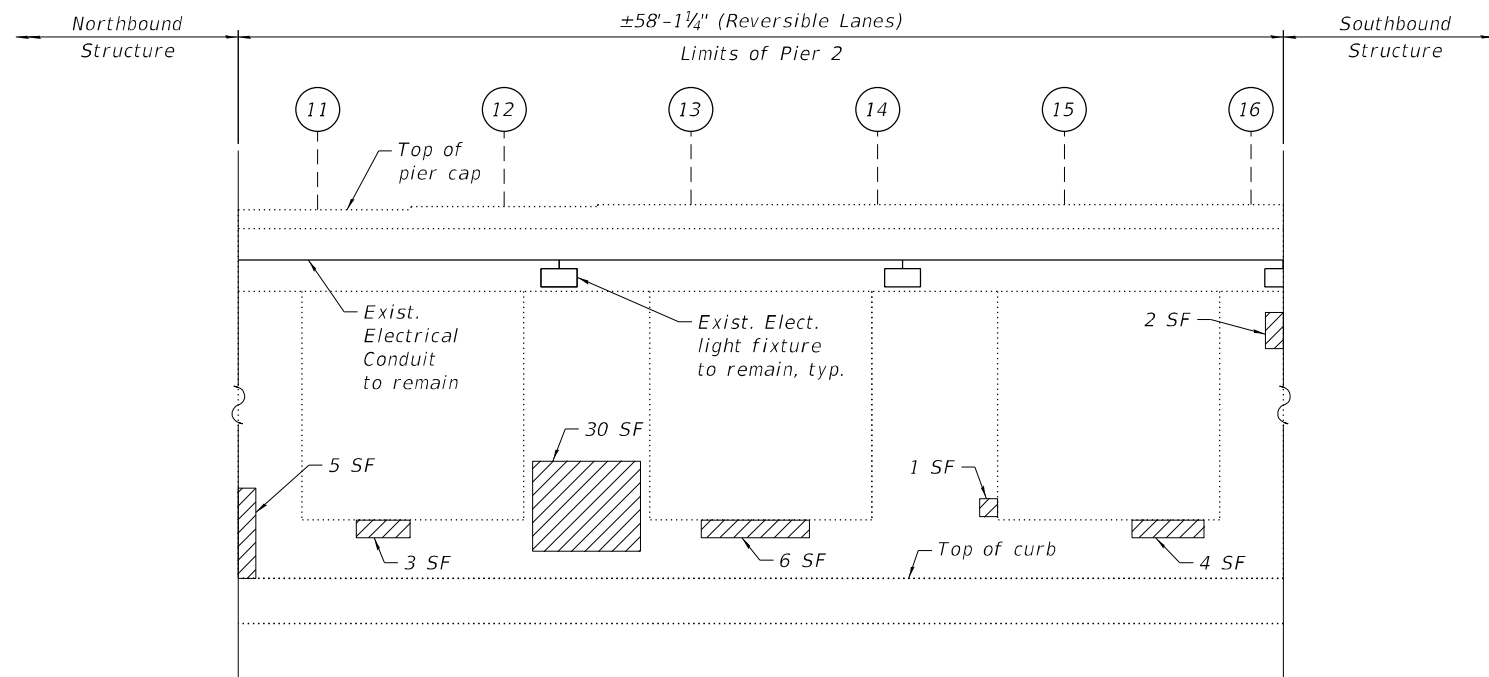 Northbound
Structure
±58'-1¼" (Reversible Lanes)
Limits of Pier 2
Southbound
Structure
11
12
13
14
15
16
Top of
pier cap
Exist.
Electrical
Conduit
to remain
Exist. Elect.
light fixture
to remain, typ.
2 SF
30 SF
5 SF
1 SF
3 SF
6 SF
Top of curb
4 SF